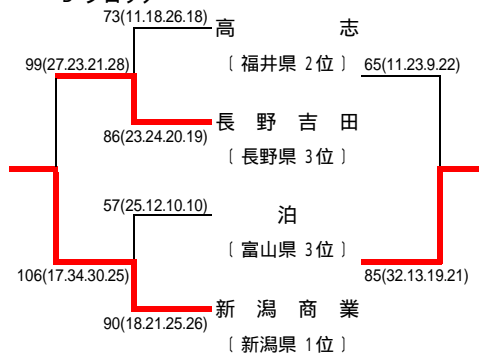 73(11.18.26.18)
高 志
99(27.23.21.28)
〔 福井県 2位 〕 65(11.23.9.22)
長 野 吉 田
86(23.24.20.19)
〔 長野県 3位 〕
57(25.12.10.10)
泊
〔 富山県 3位 〕
106(17.34.30.25)
85(32.13.19.21)
新 潟 商 業
90(18.21.25.26)
〔 新潟県 1位 〕